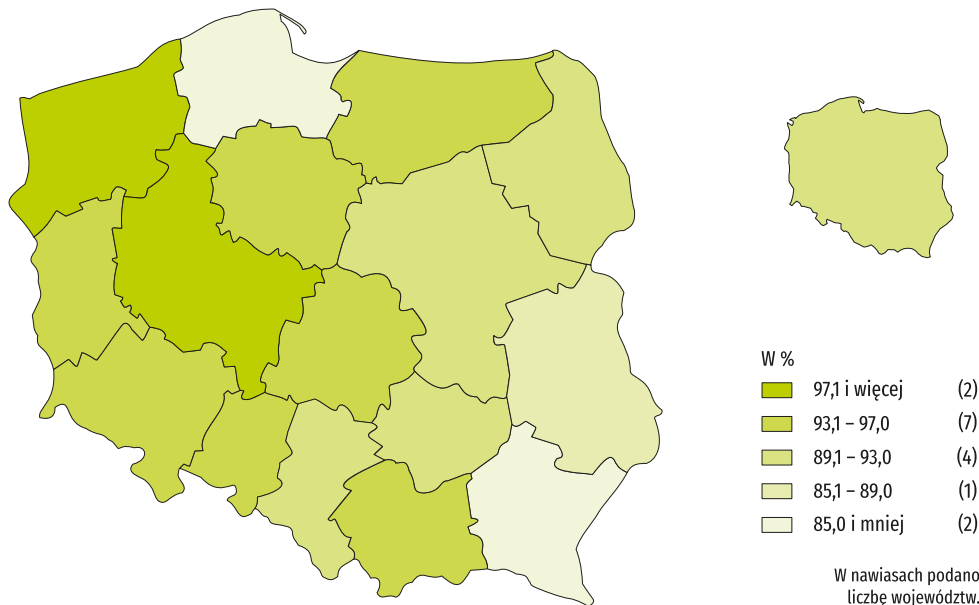 W %
97,1 i więcej (2)
93,1 – 97,0 (7)
89,1 – 93,0 (4)
85,1 – 89,0 (1)
85,0 i mniej (2)
W nawiasach podano
liczbę województw.